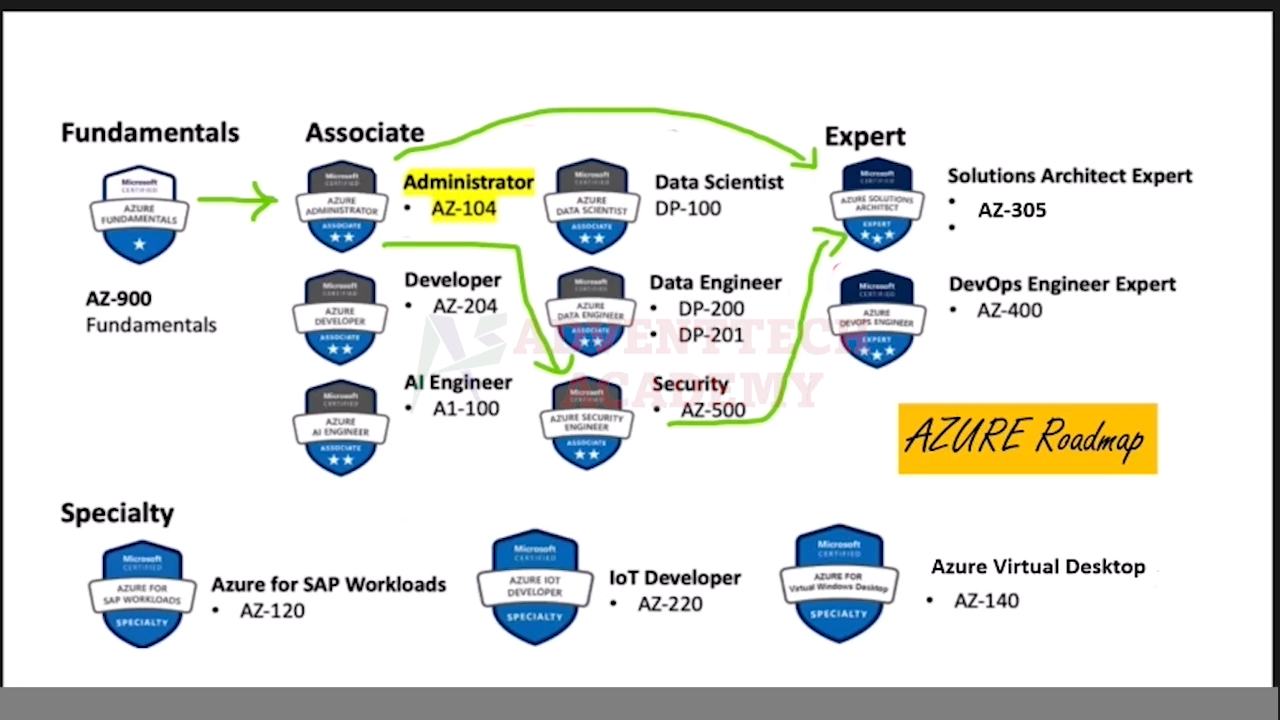 Fundamentals
Microsoft
CERTIFIED
AZURE
FUNDAMENTALS
AZ-900
Fundamentals
Associate
Microsoft
CERTIFIED
AZURE
ADMINISTRATOR
ASSOCIATE
Administrator
• AZ-104
Microsoft
CERTIFIED
AZURE
DATA SCIENTIST
ASSOCIATE
Data Scientist
DP-100
Microsoft
CERTIFIED
AZURE
DEVELOPER
ASSOCIATE
Developer
• AZ-204
Microsoft
CERTIFIED
AZURE
DATA ENGINEER
ASSOCIATE
Data Engineer
• DP-200
• DP-201
Microsoft
CERTIFIED
AZURE
AI ENGINEER
ASSOCIATE
AI Engineer
• A1-100
Microsoft
CERTIFIED
AZURE SECURITY
ENGINEER
ASSOCIATE
Security
• AZ-500
ADVENTTECH
ACADEMY
Expert
Microsoft
CERTIFIED
AZURE SOLUTIONS
ARCHITECT
EXPERT
Solutions Architect Expert
• AZ-305
•
Microsoft
CERTIFIED
AZURE
DEVOPS ENGINEER
EXPERT
DevOps Engineer Expert
• AZ-400
AZURE Roadmap
Specialty
Microsoft
CERTIFIED
AZURE FOR
SAP WORKLOADS
SPECIALTY
Azure for SAP Workloads
• AZ-120
Microsoft
CERTIFIED
AZURE IOT
DEVELOPER
SPECIALTY
IoT Developer
• AZ-220
Microsoft
CERTIFIED
AZURE FOR
Virtual Windows Desktop
SPECIALTY
Azure Virtual Desktop
• AZ-140